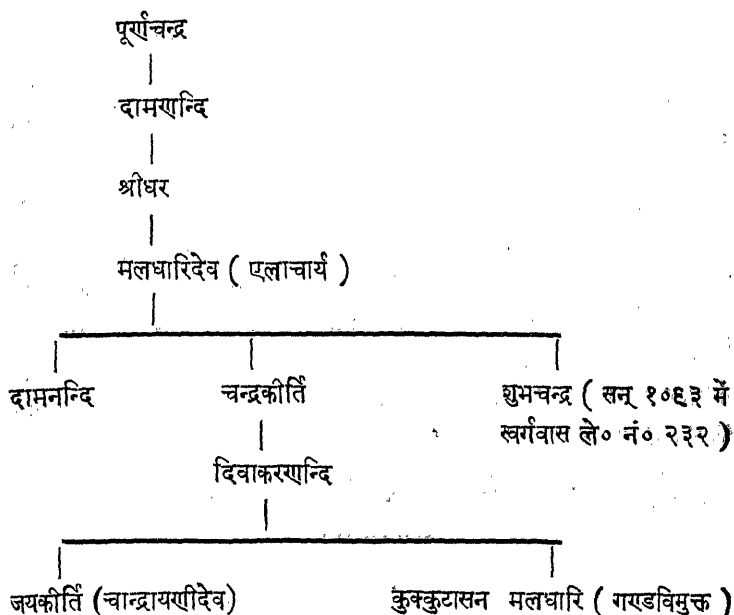 पूर्णचन्द्र
दामणन्दि
श्रीधर
मलधारिदेव ( एलाचार्य )
दामनन्दि चन्द्रकीर्ति शुभचन्द्र ( सन् १०९३ में
स्वर्गवास ले० नं० २३२ )
दिवाकरणन्दि
जयकीर्ति (चान्द्रायणीदेव) कुक्कुटासन मलधारि ( गण्डविमुक्त )